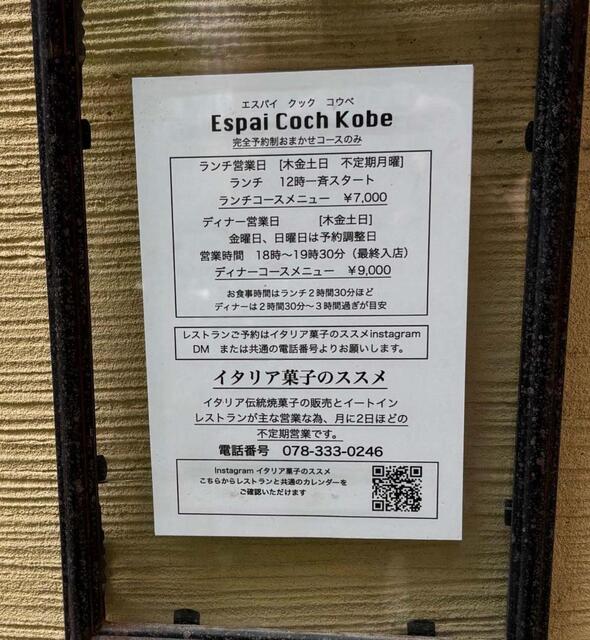 エスパイ クック コウベ
Espai Coch Kobe
完全予約制おまかせコースのみ
ランチ営業日 [木金土日 不定期月曜]
ランチ 12時一斉スタート
ランチコースメニュー ￥7,000
ディナー営業日 [木金土日]
金曜日、日曜日は予約調整日
営業時間 18時〜19時30分（最終入店）
ディナーコースメニュー ￥9,000
お食事時間はランチ２時間30分ほど
ディナーは２時間30分〜３時間過ぎが目安
レストランご予約はイタリア菓子のススメinstagram
DM または共通の電話番号よりお願いします。
イタリア菓子のススメ
イタリア伝統焼菓子の販売とイートイン
レストランが主な営業な為、月に2日ほどの
不定期営業です。
電話番号 078-333-0246
Instagram イタリア菓子のススメ
こちらからレストランと共通のカレンダーを
ご確認いただけます